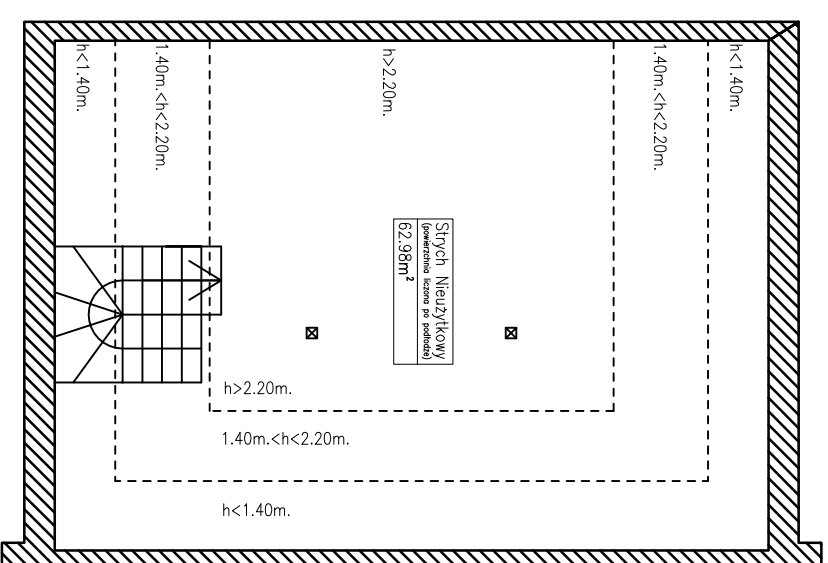 h<1.40m.
1.40m.<h<2.20m.
h>2.20m.
1.40m.<h<2.20m.
h<1.40m.
Strych Nieużytkowy
(powierzchnia liczona po podłodze)
62.98m²
h>2.20m.
1.40m.<h<2.20m.
h<1.40m.